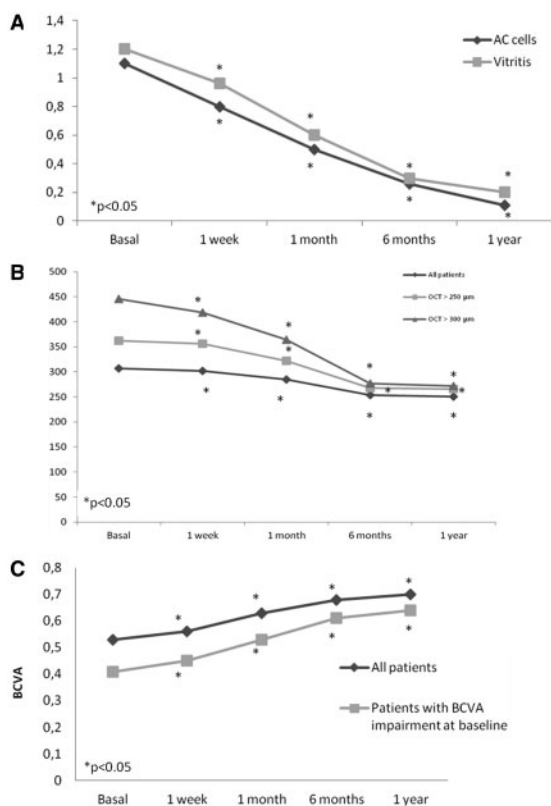 A
1,4
1,2
1
0,8
0,6
0,4
0,2
0
AC cells
Vitritis
* * * *
* * * *
*p<0.05
Basal 1 week 1 month 6 months 1 year
B
500
450
400
350
300
250
200
150
100
50
0
All patients
OCT > 250 µm
OCT > 300 µm
* * * *
* * * *
* * * *
*p<0.05
Basal 1 week 1 month 6 months 1 year
C
0,8
0,7
0,6
0,5
0,4
0,3
0,2
0,1
0
BCVA
* * * *
* * * *
All patients
Patients with BCVA
impairment at baseline
*p<0.05
Basal 1 week 1 month 6 months 1 year